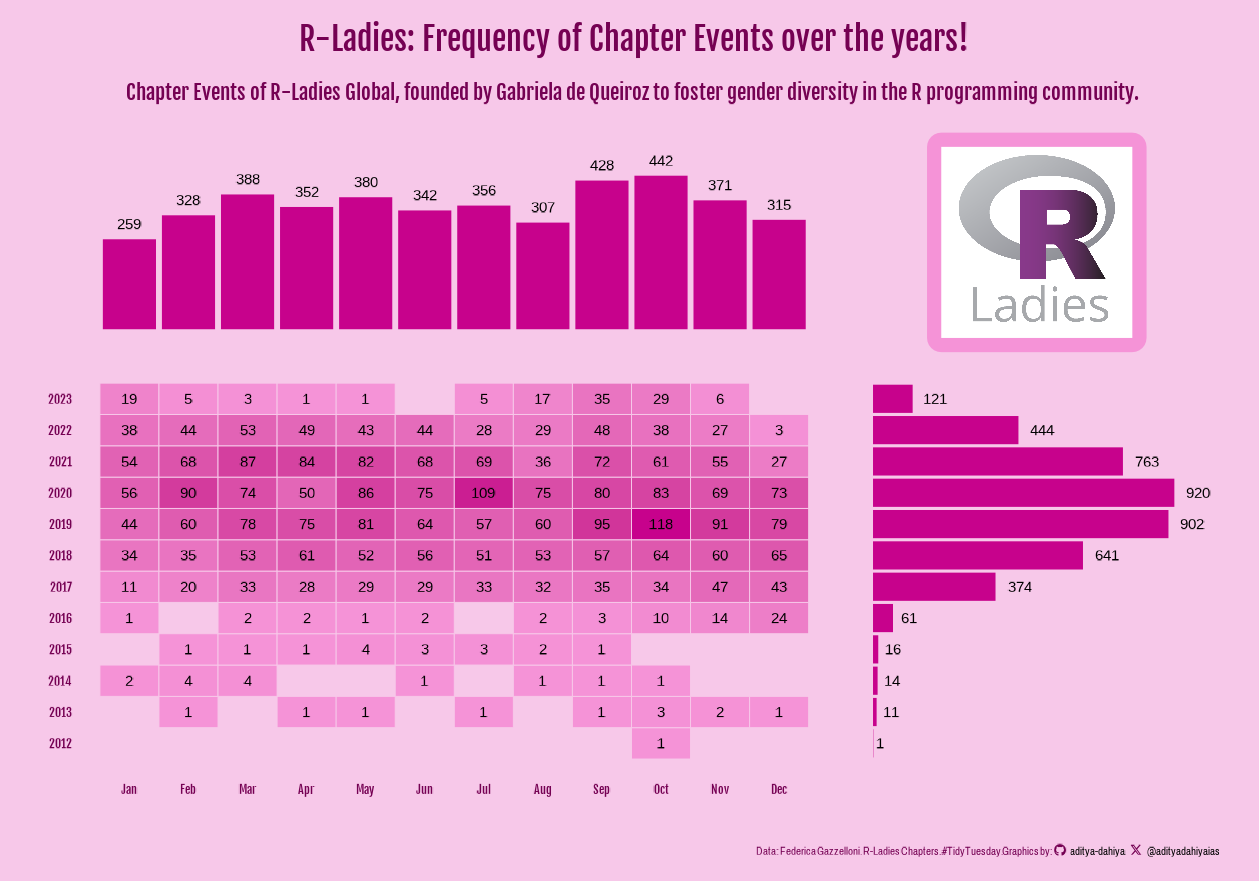 R-Ladies: Frequency of Chapter Events over the years!
Chapter Events of R-Ladies Global, founded by Gabriela de Queiroz to foster gender diversity in the R programming community.
259 328 388 352 380 342 356 307 428 442 371 315
R
Ladies
2023 19 5 3 1 1 5 17 35 29 6 121
2022 38 44 53 49 43 44 28 29 48 38 27 3 444
2021 54 68 87 84 82 68 69 36 72 61 55 27 763
2020 56 90 74 50 86 75 109 75 80 83 69 73 920
2019 44 60 78 75 81 64 57 60 95 118 91 79 902
2018 34 35 53 61 52 56 51 53 57 64 60 65 641
2017 11 20 33 28 29 29 33 32 35 34 47 43 374
2016 1 2 2 1 2 2 3 10 14 24 61
2015 1 1 1 4 3 3 2 1 16
2014 2 4 4 1 1 1 1 14
2013 1 1 1 1 1 3 2 1 11
2012 1 1
Jan Feb Mar Apr May Jun Jul Aug Sep Oct Nov Dec
Data: Federica Gazzelloni. R-Ladies Chapters.#TidyTuesday.Graphics by: aditya-dahiya X @adityadahiyaias